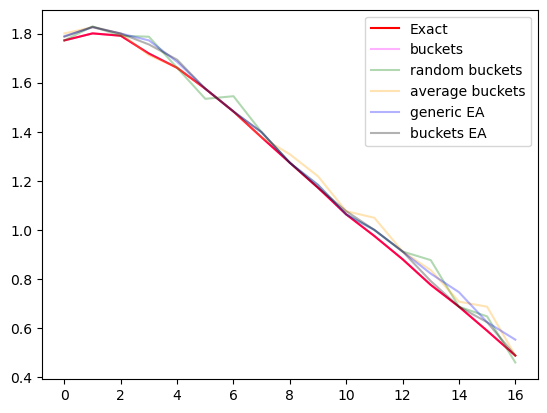 1.8
1.6
1.4
1.2
1.0
0.8
0.6
0.4
0 2 4 6 8 10 12 14 16
Exact
buckets
random buckets
average buckets
generic EA
buckets EA